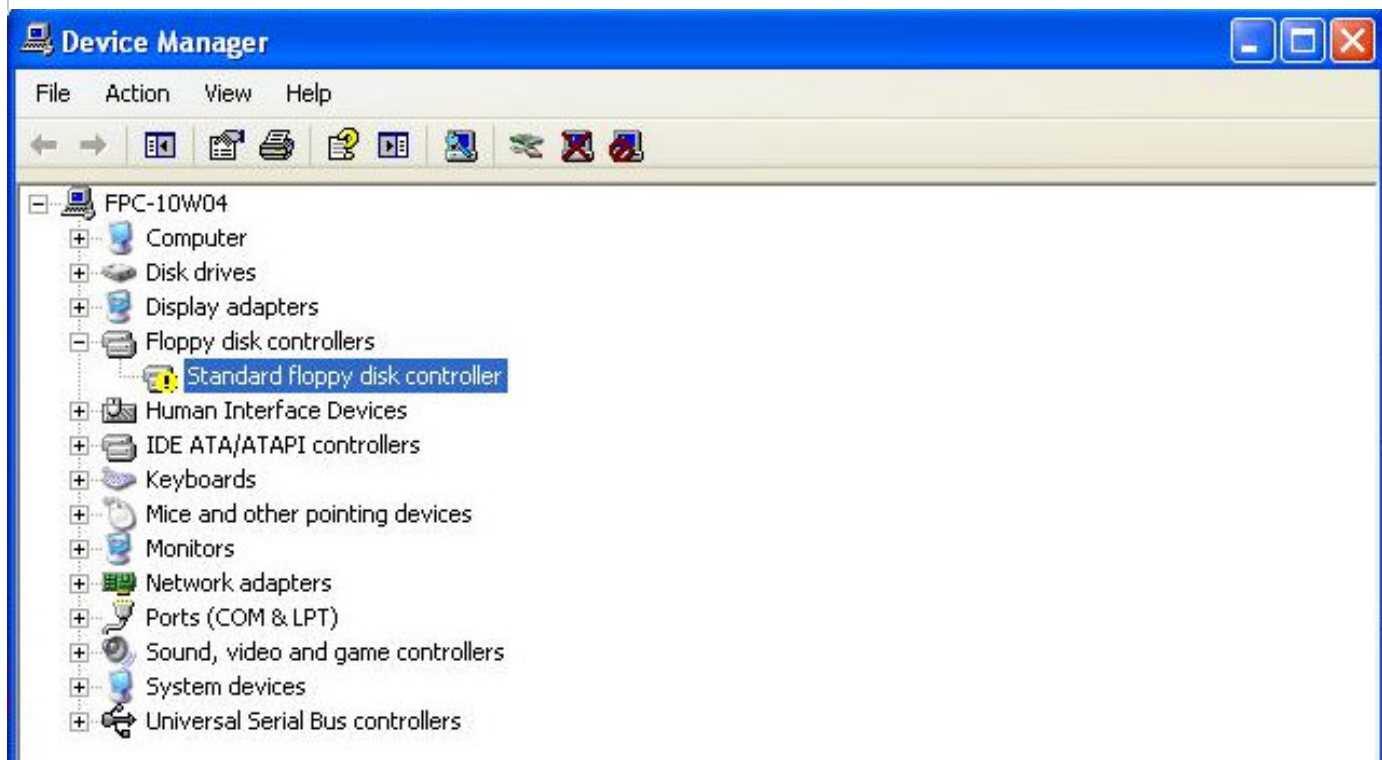 Device Manager
File Action View Help
FPC-10W04
Computer
Disk drives
Display adapters
Floppy disk controllers
Standard floppy disk controller
Human Interface Devices
IDE ATA/ATAPI controllers
Keyboards
Mice and other pointing devices
Monitors
Network adapters
Ports (COM & LPT)
Sound, video and game controllers
System devices
Universal Serial Bus controllers